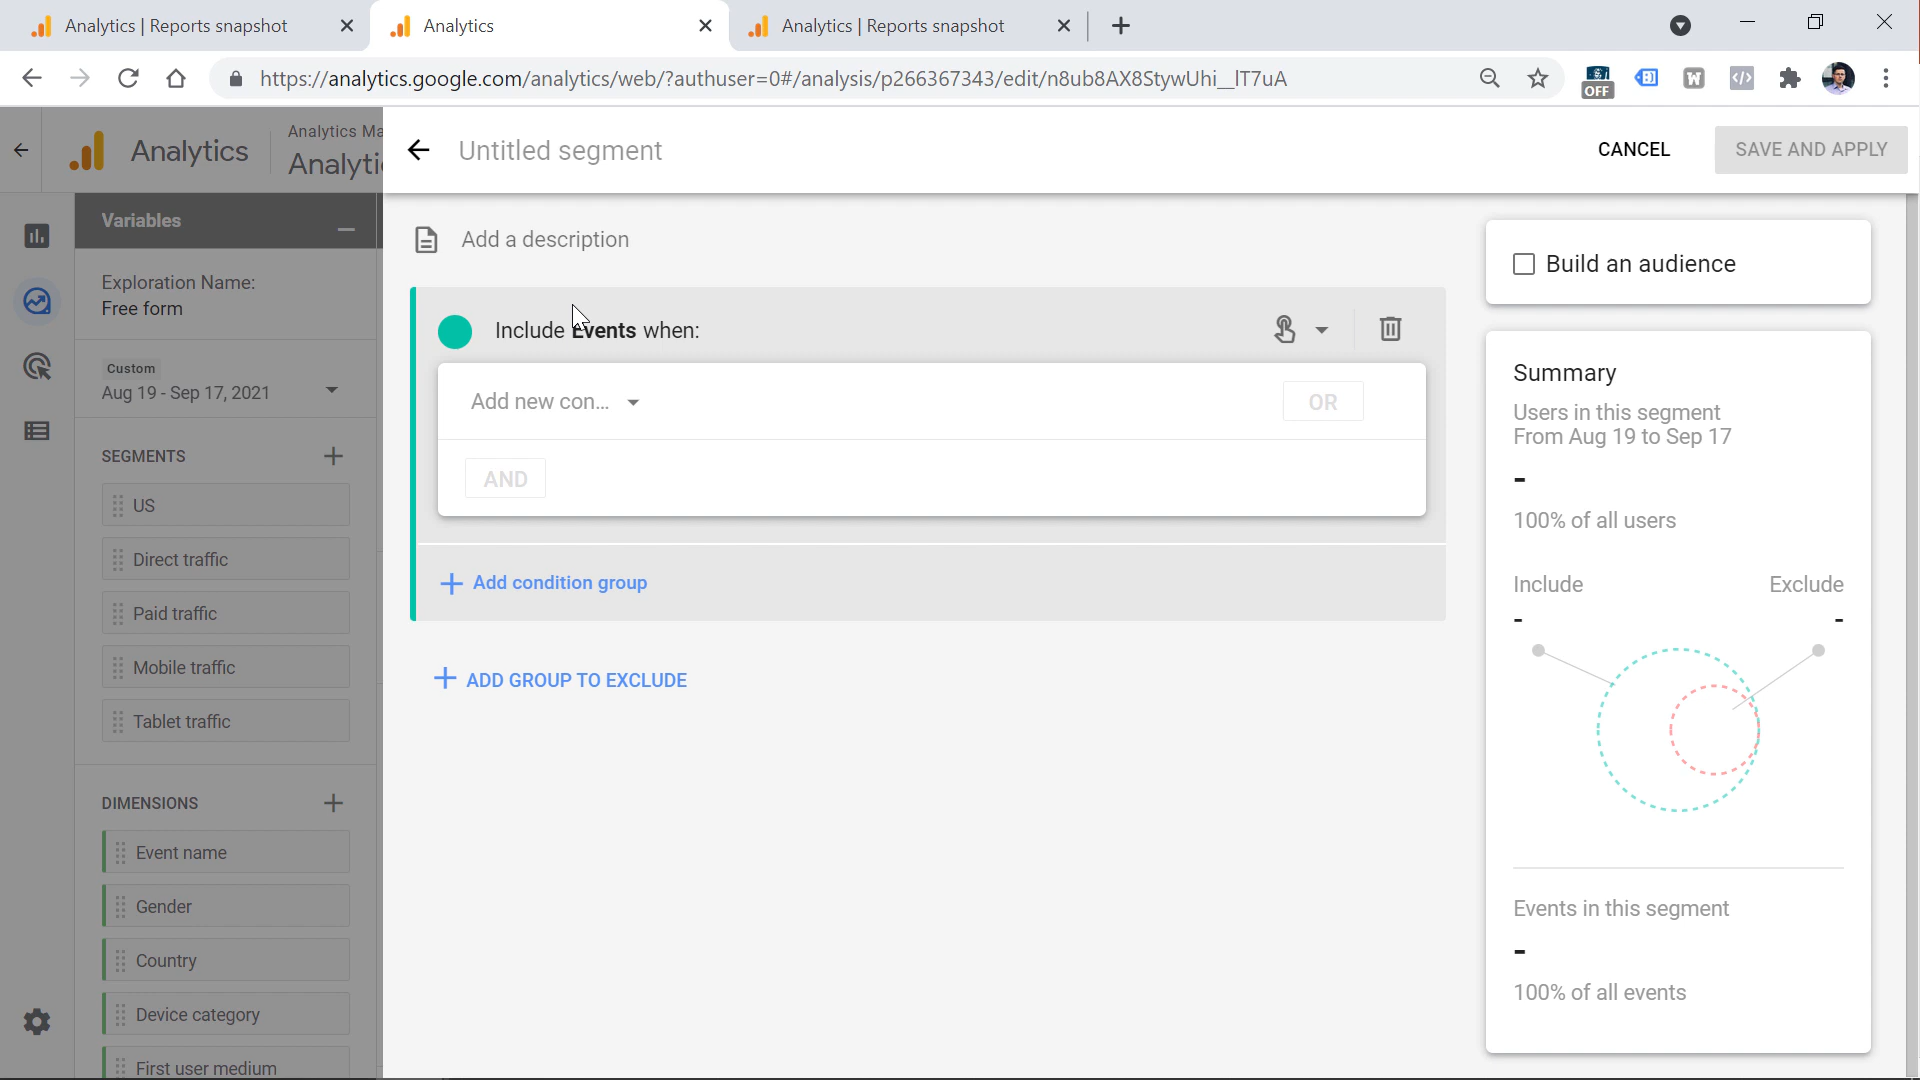 Analytics | Reports snapshot
Analytics
Analytics | Reports snapshot
https://analytics.google.com/analytics/web/?authuser=0#/analysis/p266367343/edit/n8ub8AX8StywUhi__lT7uA
OFF
W
Analytics
Analytics Ma
Analytic
Untitled segment
CANCEL
SAVE AND APPLY
Variables
Exploration Name:
Free form
Custom
Aug 19 - Sep 17, 2021
SEGMENTS
US
Direct traffic
Paid traffic
Mobile traffic
Tablet traffic
DIMENSIONS
Event name
Gender
Country
Device category
First user medium
Add a description
Include Events when:
Add new con...
OR
AND
Add condition group
ADD GROUP TO EXCLUDE
Build an audience
Summary
Users in this segment
From Aug 19 to Sep 17
-
100% of all users
Include Exclude
- -
Events in this segment
-
100% of all events